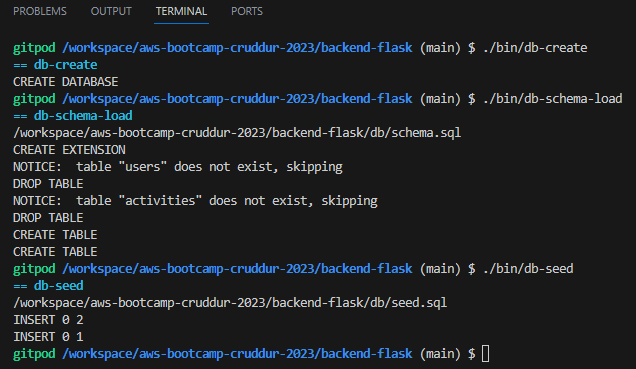 PROBLEMS OUTPUT TERMINAL PORTS
gitpod /workspace/aws-bootcamp-cruddur-2023/backend-flask (main) $ ./bin/db-create
== db-create
CREATE DATABASE
gitpod /workspace/aws-bootcamp-cruddur-2023/backend-flask (main) $ ./bin/db-schema-load
== db-schema-load
/workspace/aws-bootcamp-cruddur-2023/backend-flask/db/schema.sql
CREATE EXTENSION
NOTICE:  table "users" does not exist, skipping
DROP TABLE
NOTICE:  table "activities" does not exist, skipping
DROP TABLE
CREATE TABLE
CREATE TABLE
gitpod /workspace/aws-bootcamp-cruddur-2023/backend-flask (main) $ ./bin/db-seed
== db-seed
/workspace/aws-bootcamp-cruddur-2023/backend-flask/db/seed.sql
INSERT 0 2
INSERT 0 1
gitpod /workspace/aws-bootcamp-cruddur-2023/backend-flask (main) $